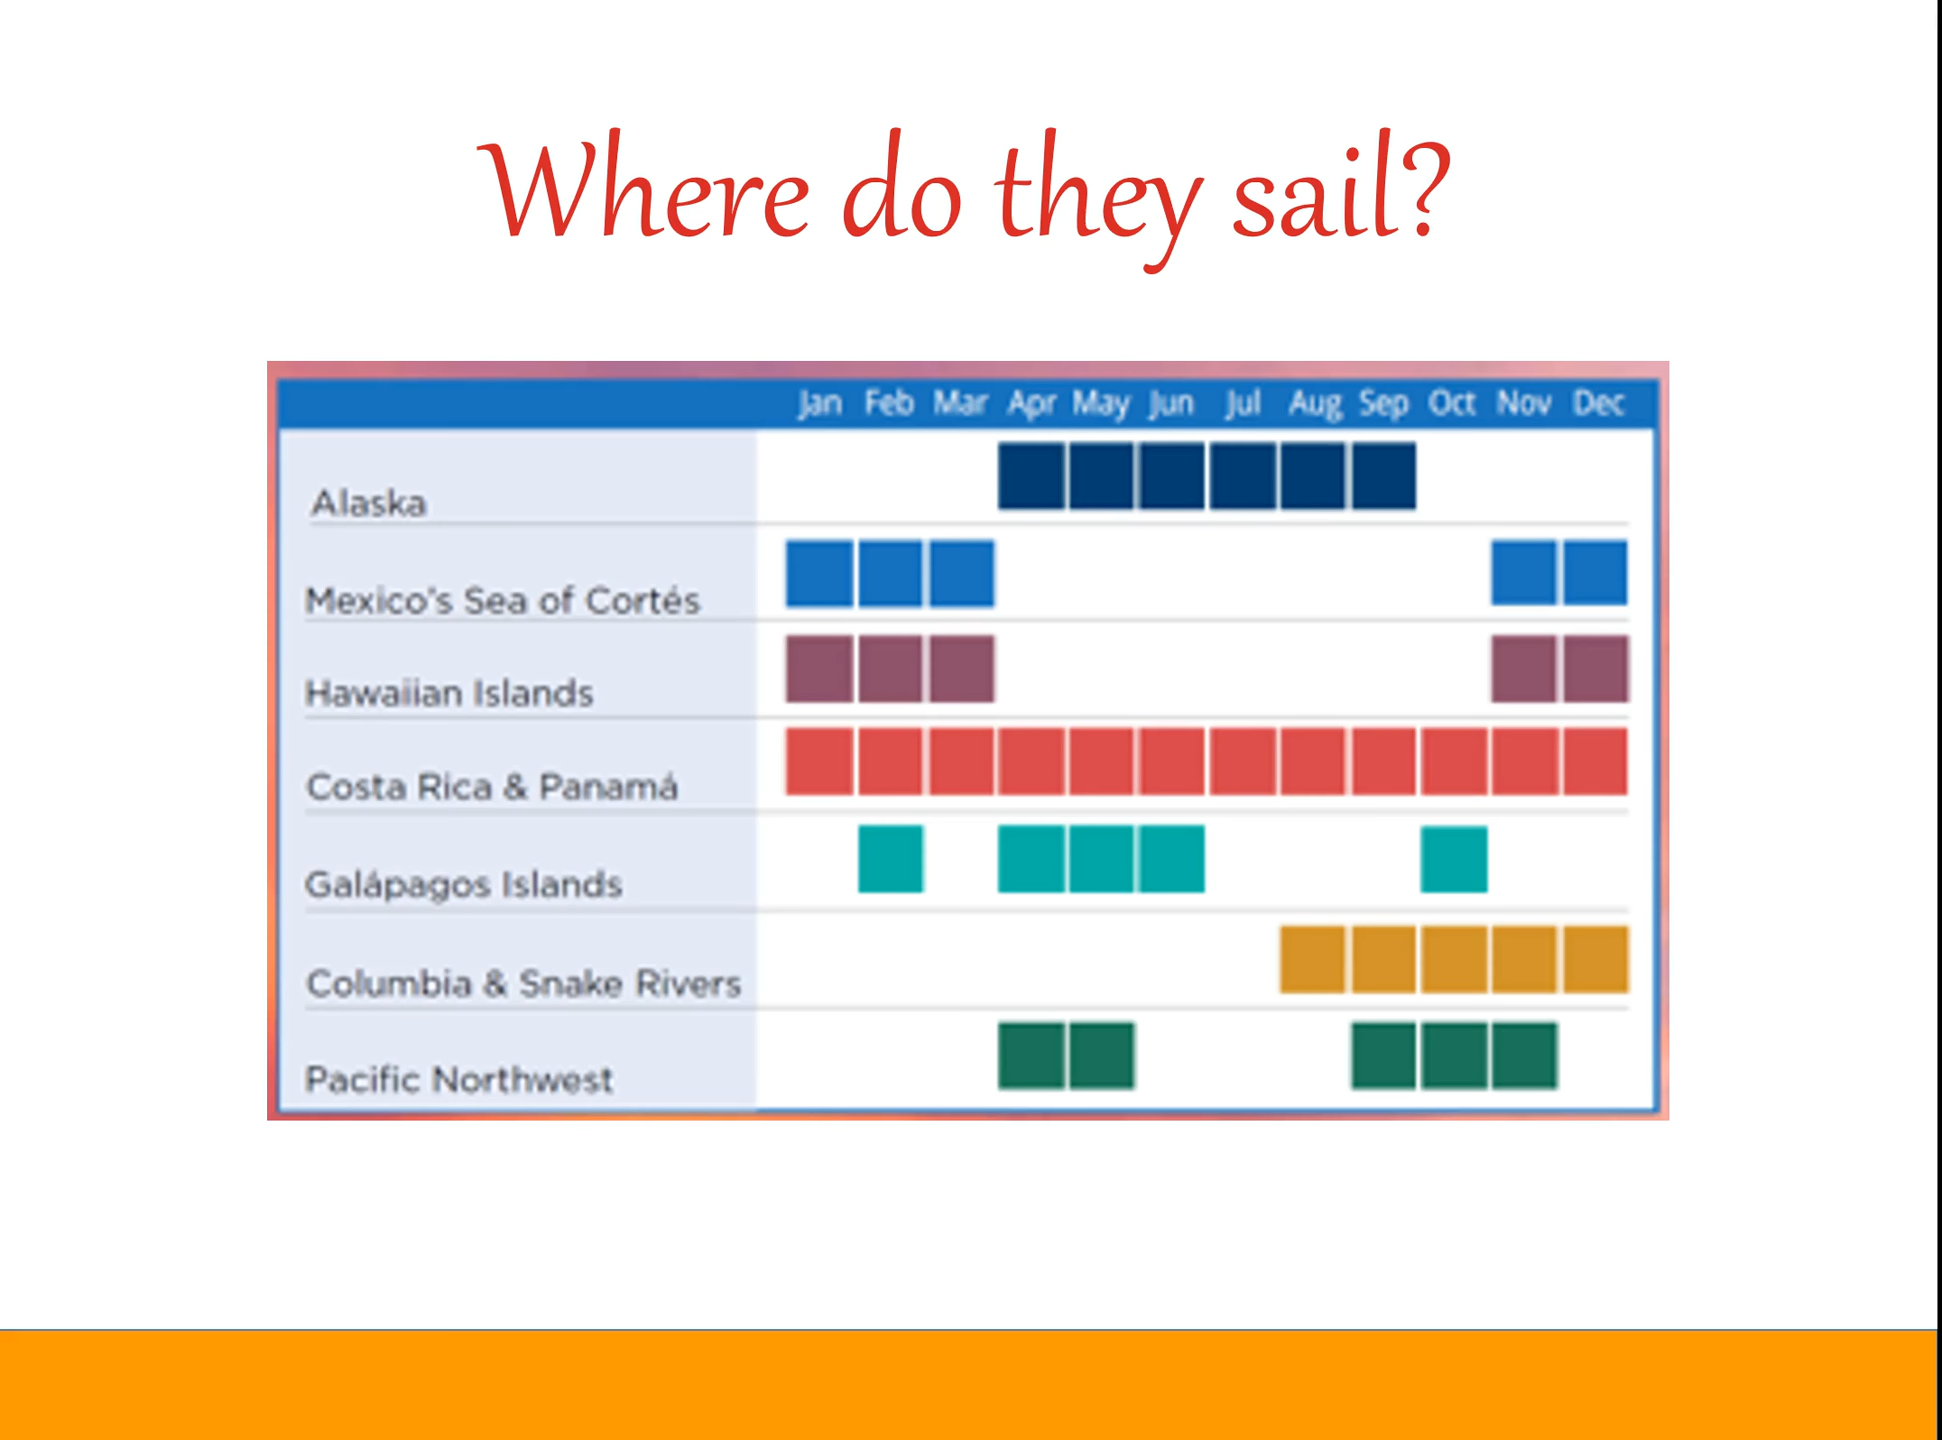 Where do they sail?
Jan Feb Mar Apr May Jun Jul Aug Sep Oct Nov Dec
Alaska
Mexico's Sea of Cortés
Hawaiian Islands
Costa Rica & Panamá
Galápagos Islands
Columbia & Snake Rivers
Pacific Northwest